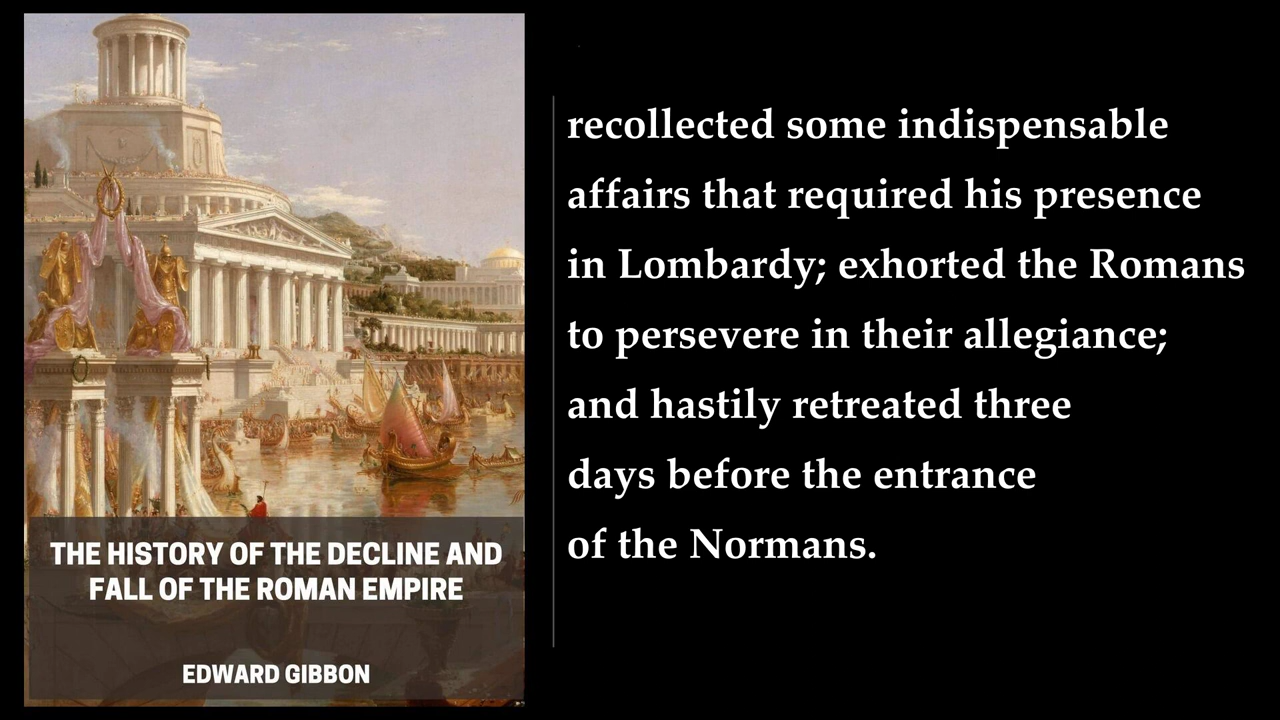 THE HISTORY OF THE DECLINE AND
FALL OF THE ROMAN EMPIRE
EDWARD GIBBON
recollected some indispensable
affairs that required his presence
in Lombardy; exhorted the Romans
to persevere in their allegiance;
and hastily retreated three
days before the entrance
of the Normans.